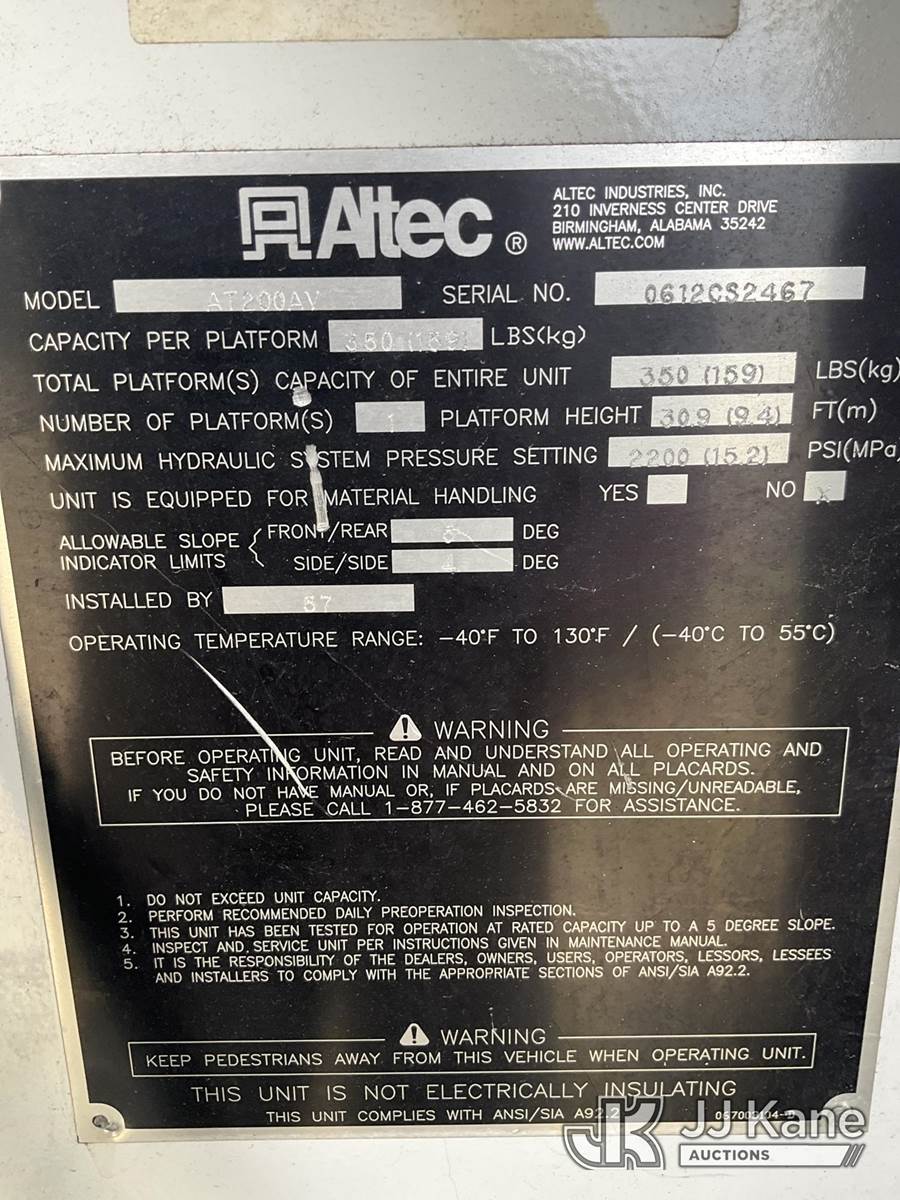 Altec ®
ALTEC INDUSTRIES, INC.
210 INVERNESS CENTER DRIVE
BIRMINGHAM, ALABAMA 35242
WWW.ALTEC.COM
MODEL AT200AV SERIAL NO. 0612CS2467
CAPACITY PER PLATFORM 350 (159) LBS(kg)
TOTAL PLATFORM(S) CAPACITY OF ENTIRE UNIT 350 (159) LBS(kg)
NUMBER OF PLATFORM(S) 1 PLATFORM HEIGHT 30.9 (9.4) FT(m)
MAXIMUM HYDRAULIC SYSTEM PRESSURE SETTING 2200 (15.2) PSI(MPa)
UNIT IS EQUIPPED FOR MATERIAL HANDLING YES NO X
ALLOWABLE SLOPE FRONT/REAR DEG
INDICATOR LIMITS SIDE/SIDE DEG
INSTALLED BY 57
OPERATING TEMPERATURE RANGE: -40°F TO 130°F / (-40°C TO 55°C)
WARNING
BEFORE OPERATING UNIT, READ AND UNDERSTAND ALL OPERATING AND
SAFETY INFORMATION IN MANUAL AND ON ALL PLACARDS.
IF YOU DO NOT HAVE MANUAL OR, IF PLACARDS ARE MISSING/UNREADABLE,
PLEASE CALL 1-877-462-5832 FOR ASSISTANCE.
1. DO NOT EXCEED UNIT CAPACITY.
2. PERFORM RECOMMENDED DAILY PREOPERATION INSPECTION.
3. THIS UNIT HAS BEEN TESTED FOR OPERATION AT RATED CAPACITY UP TO A 5 DEGREE SLOPE.
4. INSPECT AND SERVICE UNIT PER INSTRUCTIONS GIVEN IN MAINTENANCE MANUAL.
5. IT IS THE RESPONSIBILITY OF THE DEALERS, OWNERS, USERS, OPERATORS, LESSORS, LESSEES
AND INSTALLERS TO COMPLY WITH THE APPROPRIATE SECTIONS OF ANSI/SIA A92.2.
WARNING
KEEP PEDESTRIANS AWAY FROM THIS VEHICLE WHEN OPERATING UNIT.
THIS UNIT IS NOT ELECTRICALLY INSULATING
THIS UNIT COMPLIES WITH ANSI/SIA A92.2
JK JJ Kane
AUCTIONS